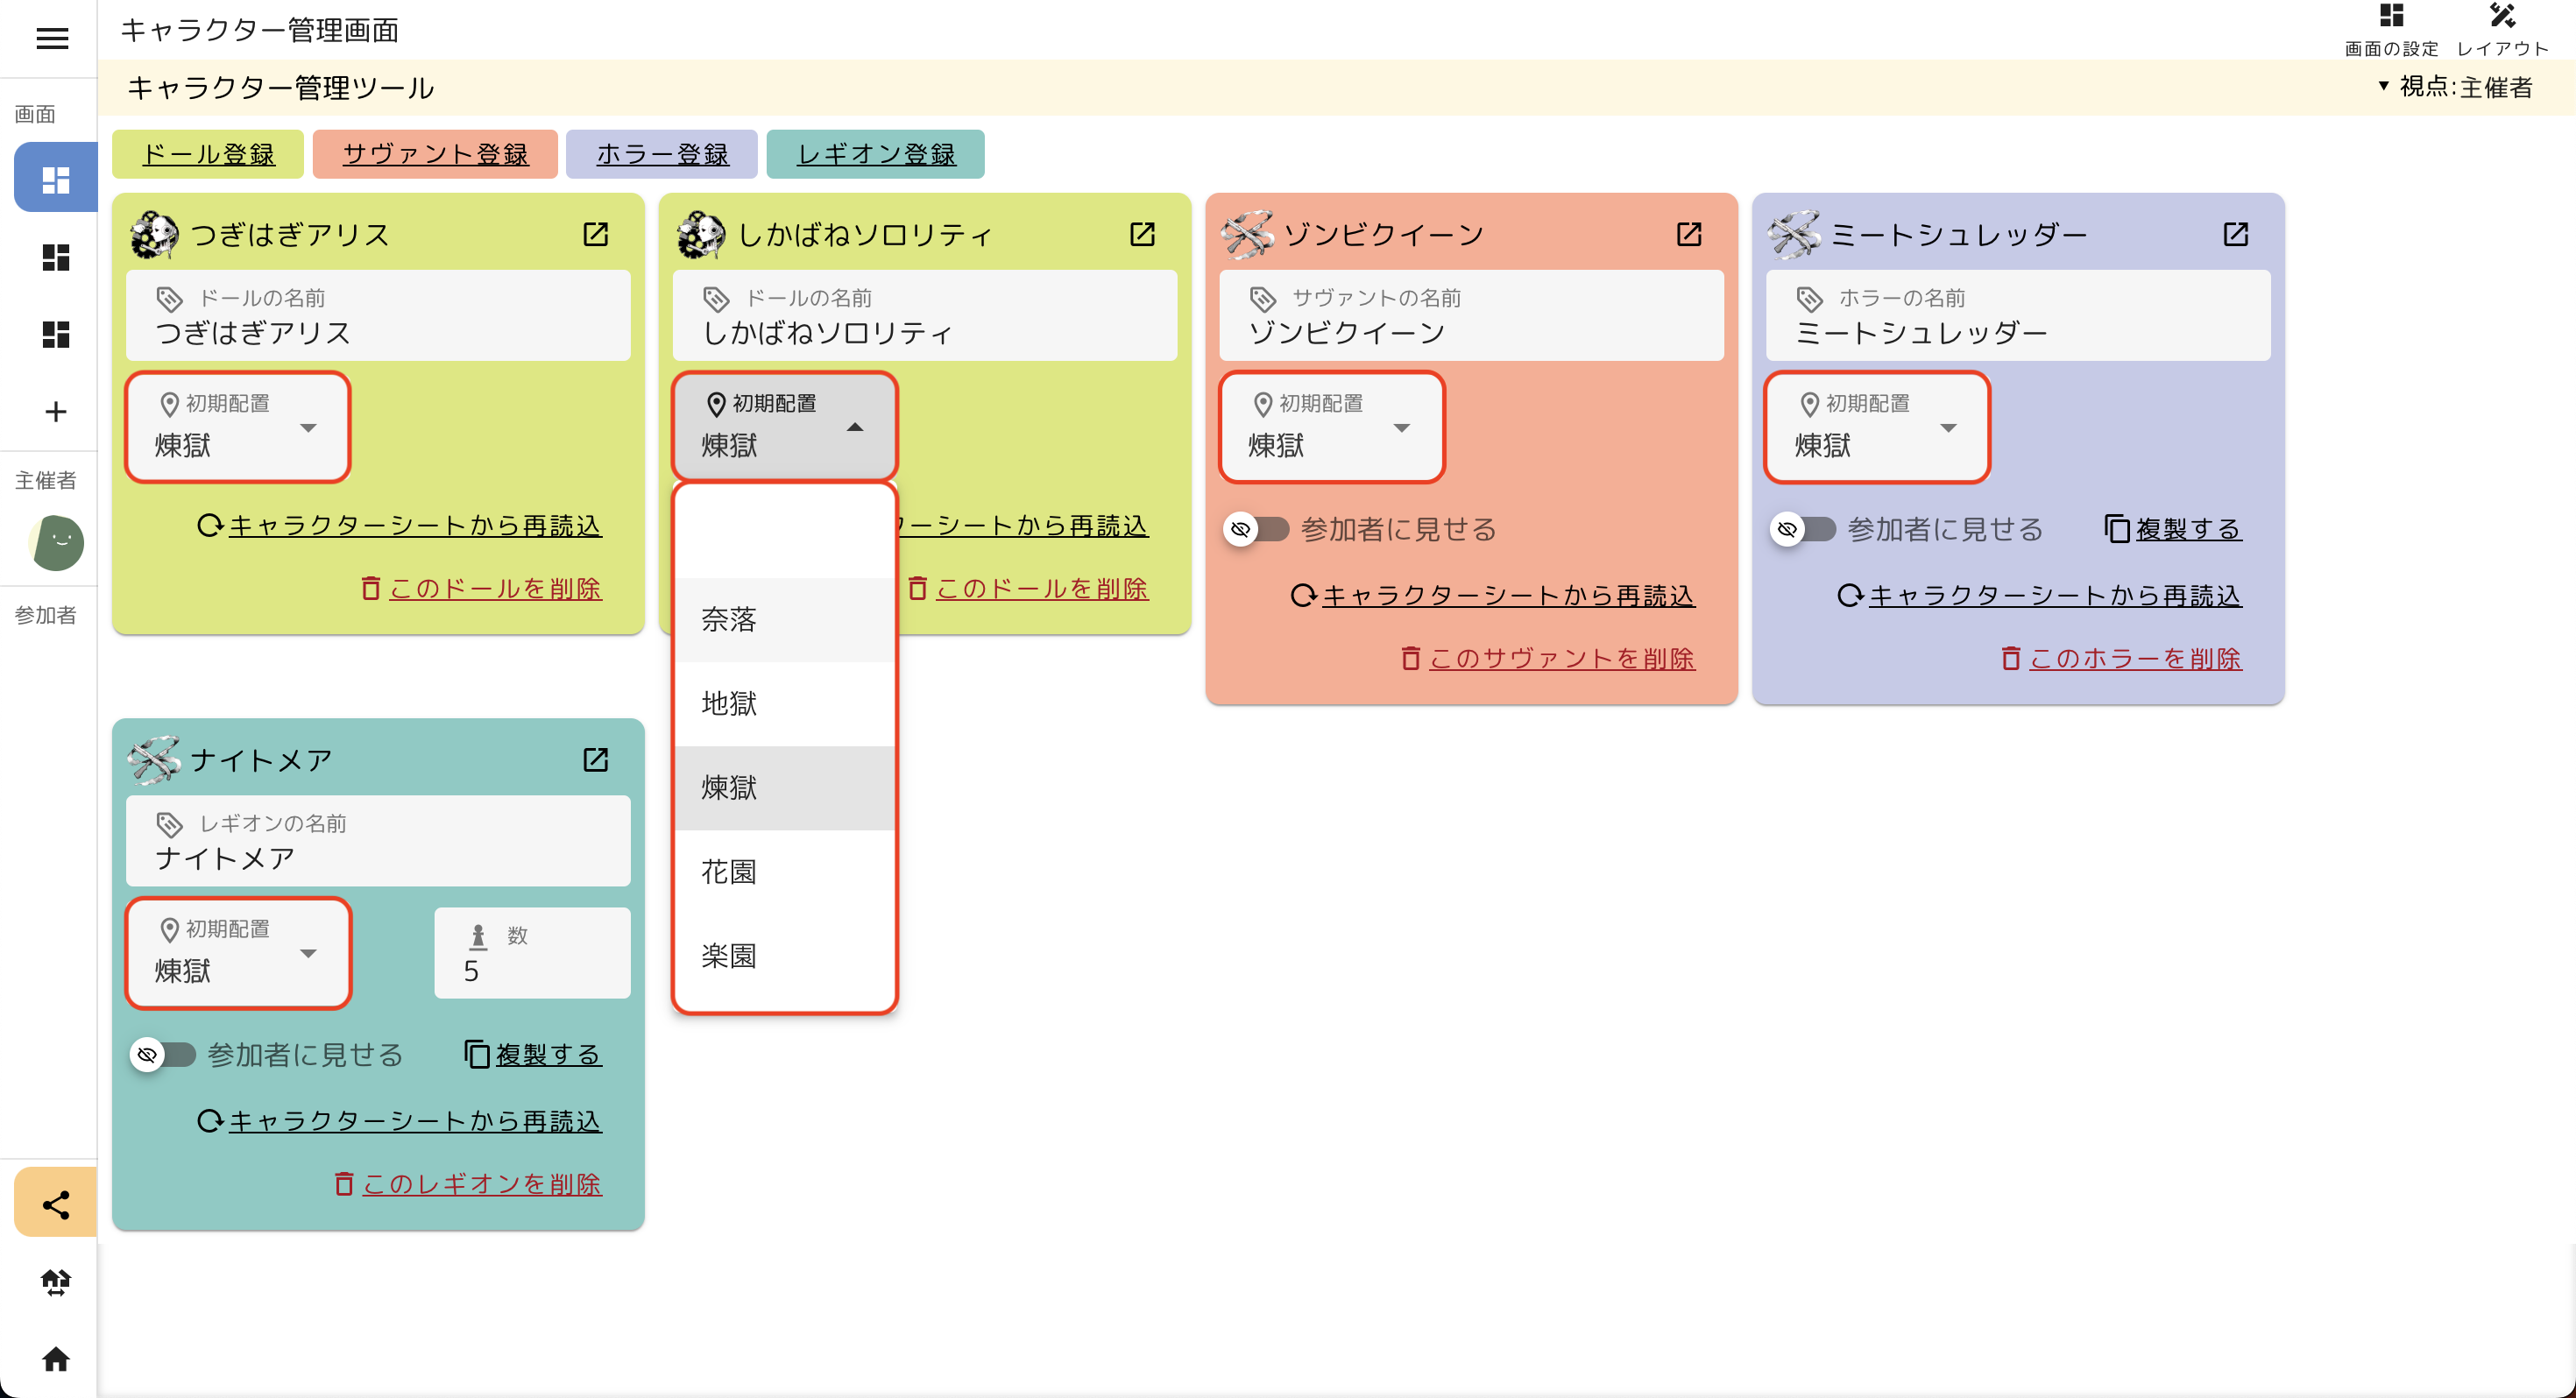 キャラクター管理画面
画面の設定 レイアウト
キャラクター管理ツール
▼ 視点:主催者
画面
主催者
参加者
ドール登録 サヴァント登録 ホラー登録 レギオン登録
つぎはぎアリス
ドールの名前
つぎはぎアリス
初期配置
煉獄
キャラクターシートから再読込
このドールを削除
しかばねソロリティ
ドールの名前
しかばねソロリティ
初期配置
煉獄
奈落
地獄
煉獄
花園
楽園
ーシートから再読込
このドールを削除
ゾンビクイーン
サヴァントの名前
ゾンビクイーン
初期配置
煉獄
参加者に見せる
キャラクターシートから再読込
このサヴァントを削除
ミートシュレッダー
ホラーの名前
ミートシュレッダー
初期配置
煉獄
参加者に見せる 複製する
キャラクターシートから再読込
このホラーを削除
ナイトメア
レギオンの名前
ナイトメア
初期配置
煉獄
数
5
参加者に見せる 複製する
キャラクターシートから再読込
このレギオンを削除